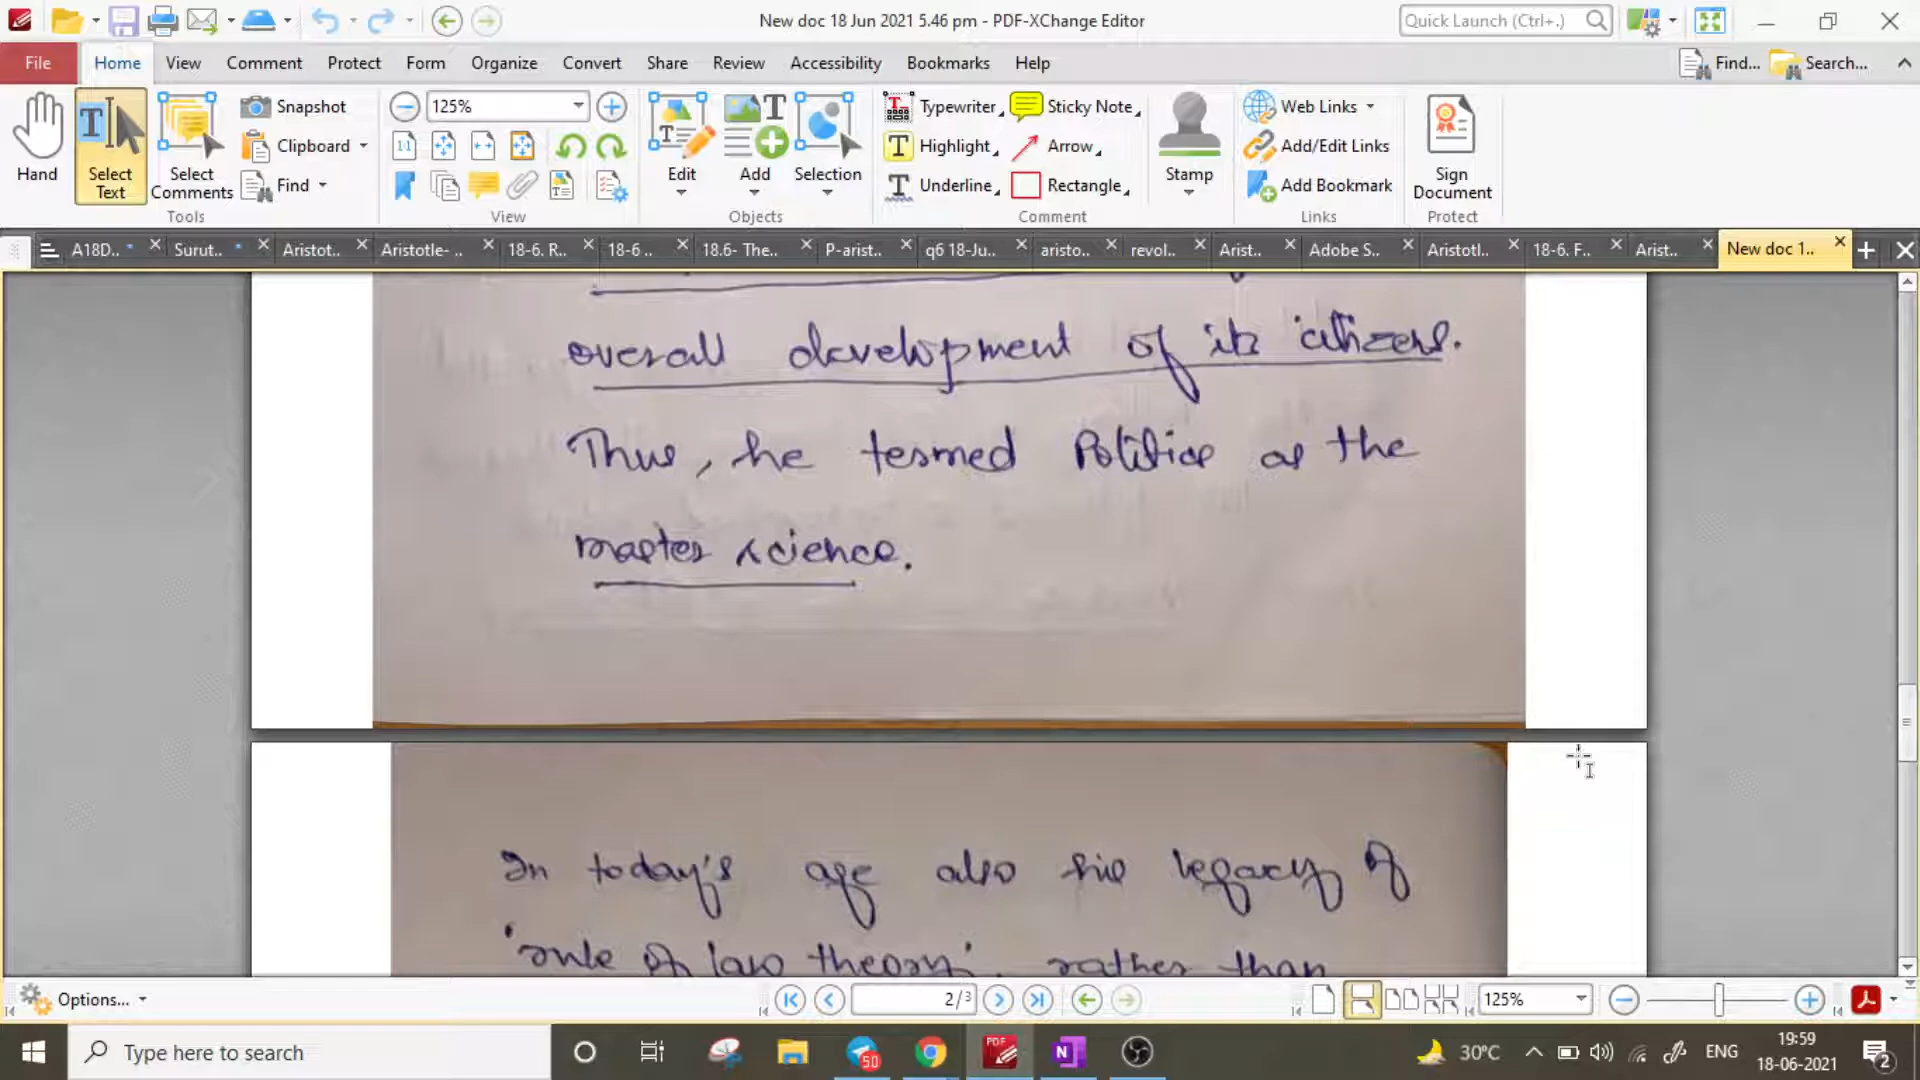 New doc 18 Jun 2021 5.46 pm - PDF-XChange Editor
Quick Launch (Ctrl+.)
File Home View Comment Protect Form Organize Convert Share Review Accessibility Bookmarks Help Find... Search...
Hand
Select Text
Select Comments
Snapshot
Clipboard
Find
Tools
125%
View
Edit
Add
Selection
Objects
Typewriter Sticky Note
Highlight Arrow
Underline Rectangle
Comment
Stamp
Web Links
Add/Edit Links
Add Bookmark
Links
Sign Document
Protect
A18D.. Surut.. Aristot.. Aristotle- .. 18-6. R.. 18-6 .. 18.6- The.. P-arist.. q6 18-Ju.. aristo.. revol.. Arist.. Adobe S.. Aristotl.. 18-6. F.. Arist.. New doc 1..
overall development of its citizens.
Thus, he termed Politics as the
master science.
In today's age also his legacy of
'rule of law theory', rather than
Options... 2/3 125%
Type here to search
50
30°C ENG 19:59
18-06-2021
2